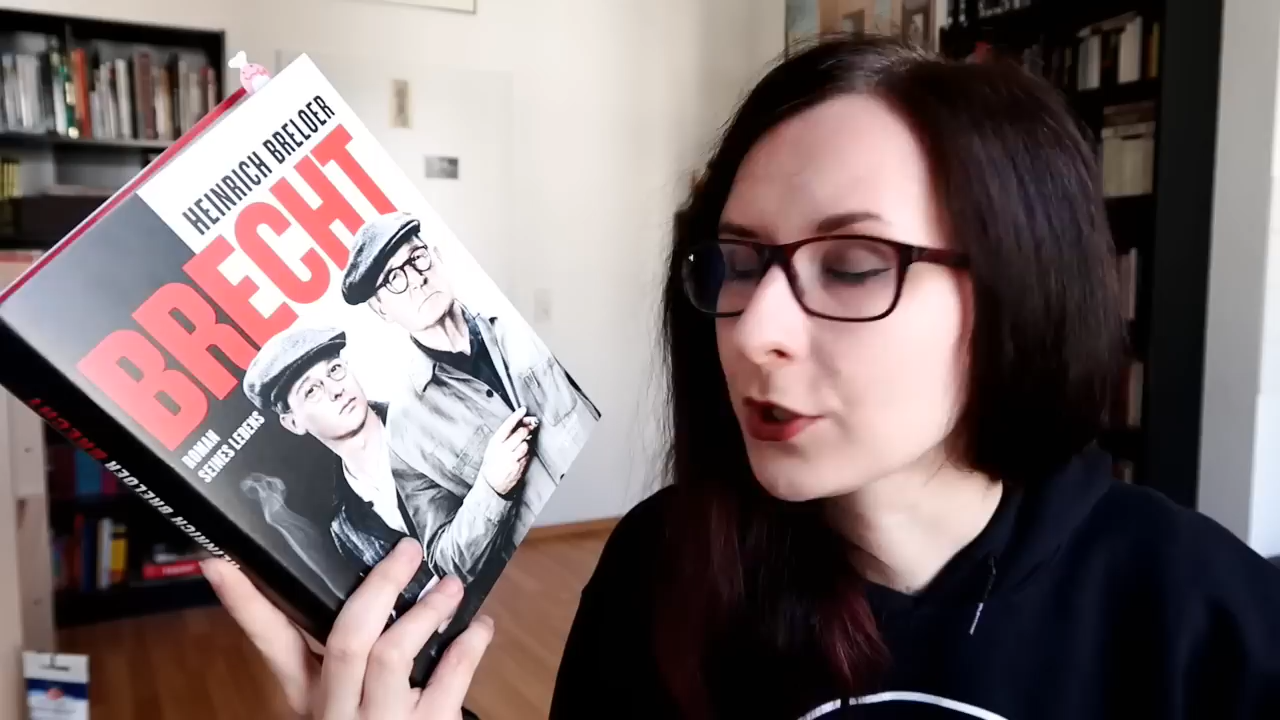 HEINRICH BRELOER
BRECHT
ROMAN
SEINES LEBENS
HEINRICH BRELOER BRECHT